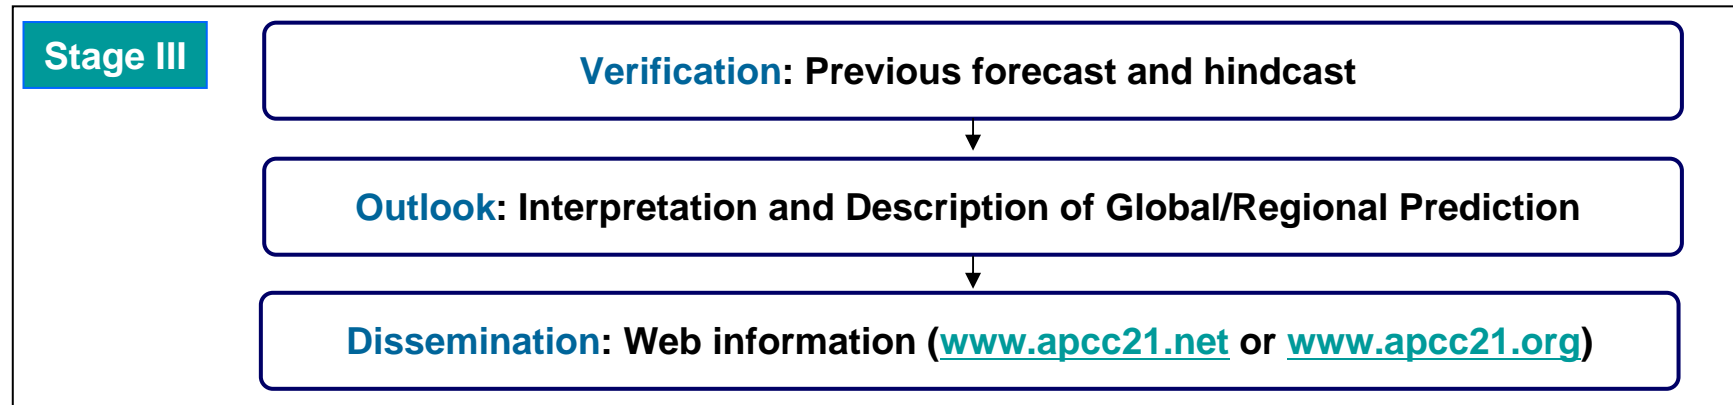 Stage III
Verification: Previous forecast and hindcast
Outlook: Interpretation and Description of Global/Regional Prediction
Dissemination: Web information (www.apcc21.net or www.apcc21.org)